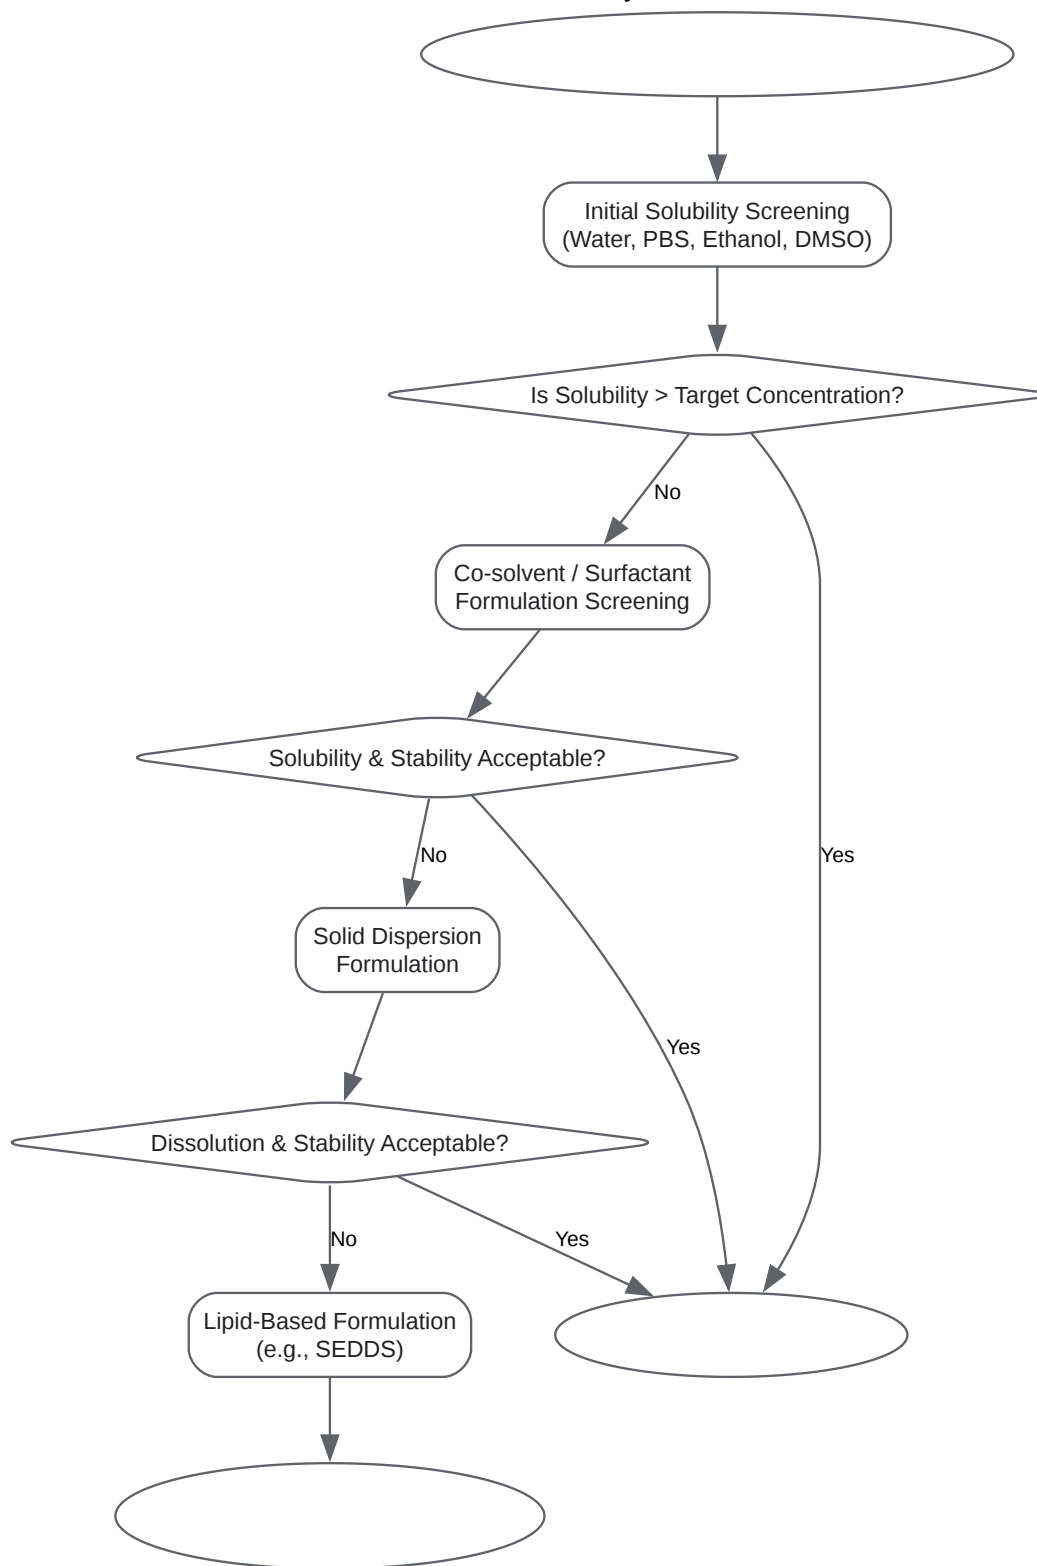 Initial Solubility Screening
(Water, PBS, Ethanol, DMSO)
Is Solubility > Target Concentration?
No
Co-solvent / Surfactant
Formulation Screening
Solubility & Stability Acceptable?
No
Yes
Solid Dispersion
Formulation
Yes
Dissolution & Stability Acceptable?
No
Yes
Lipid-Based Formulation
(e.g., SEDDS)